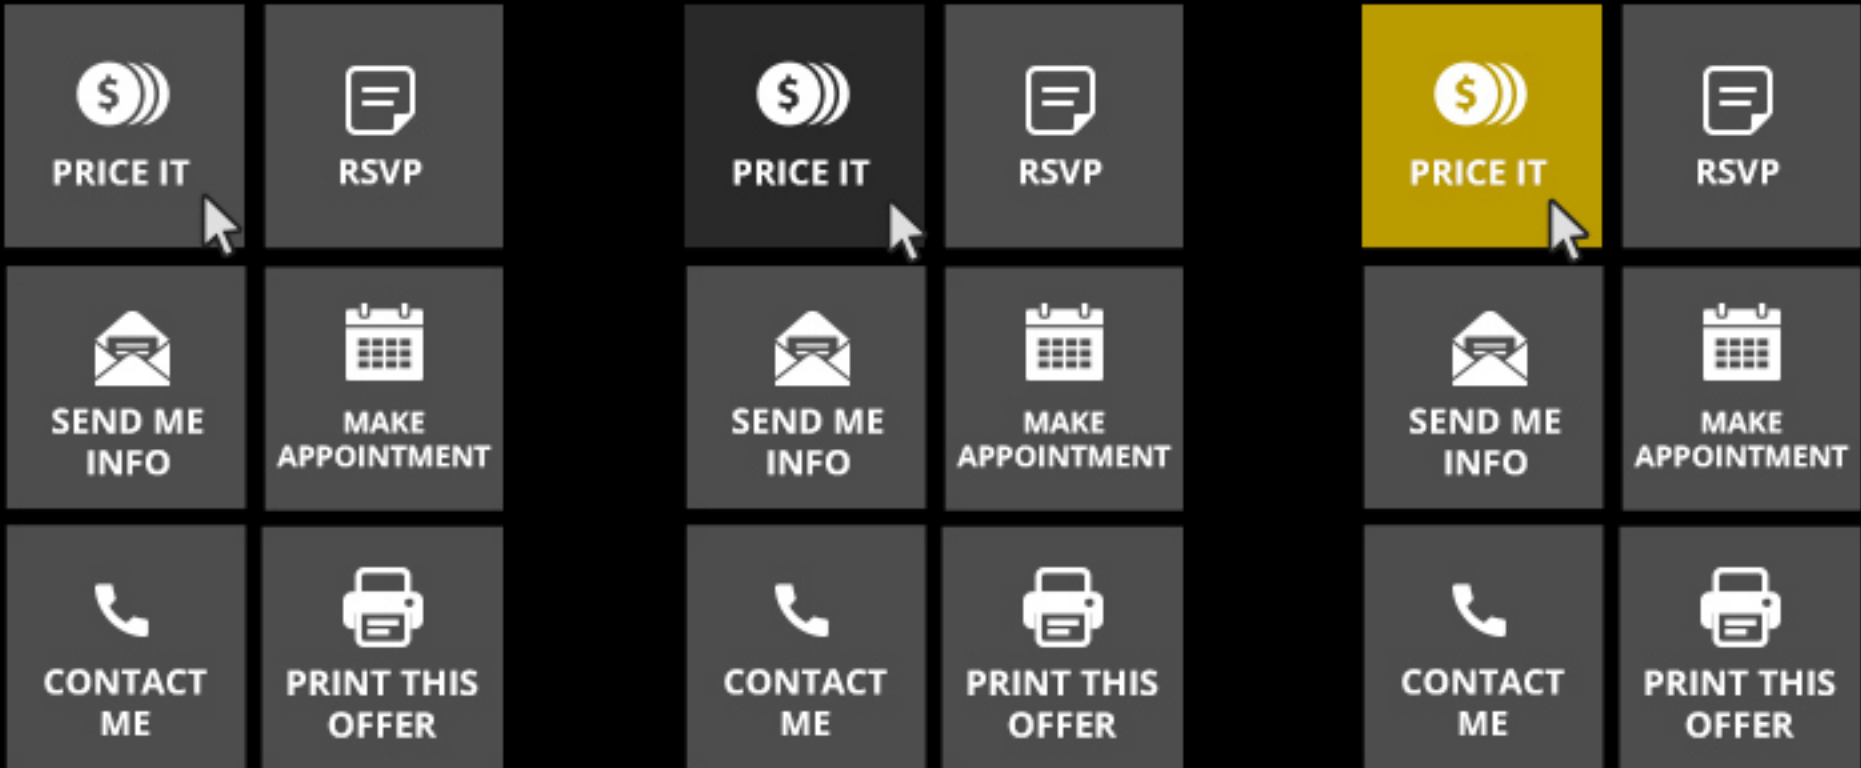 $
PRICE IT
RSVP
$
PRICE IT
RSVP
$
PRICE IT
RSVP
SEND ME
INFO
MAKE
APPOINTMENT
SEND ME
INFO
MAKE
APPOINTMENT
SEND ME
INFO
MAKE
APPOINTMENT
CONTACT
ME
PRINT THIS
OFFER
CONTACT
ME
PRINT THIS
OFFER
CONTACT
ME
PRINT THIS
OFFER